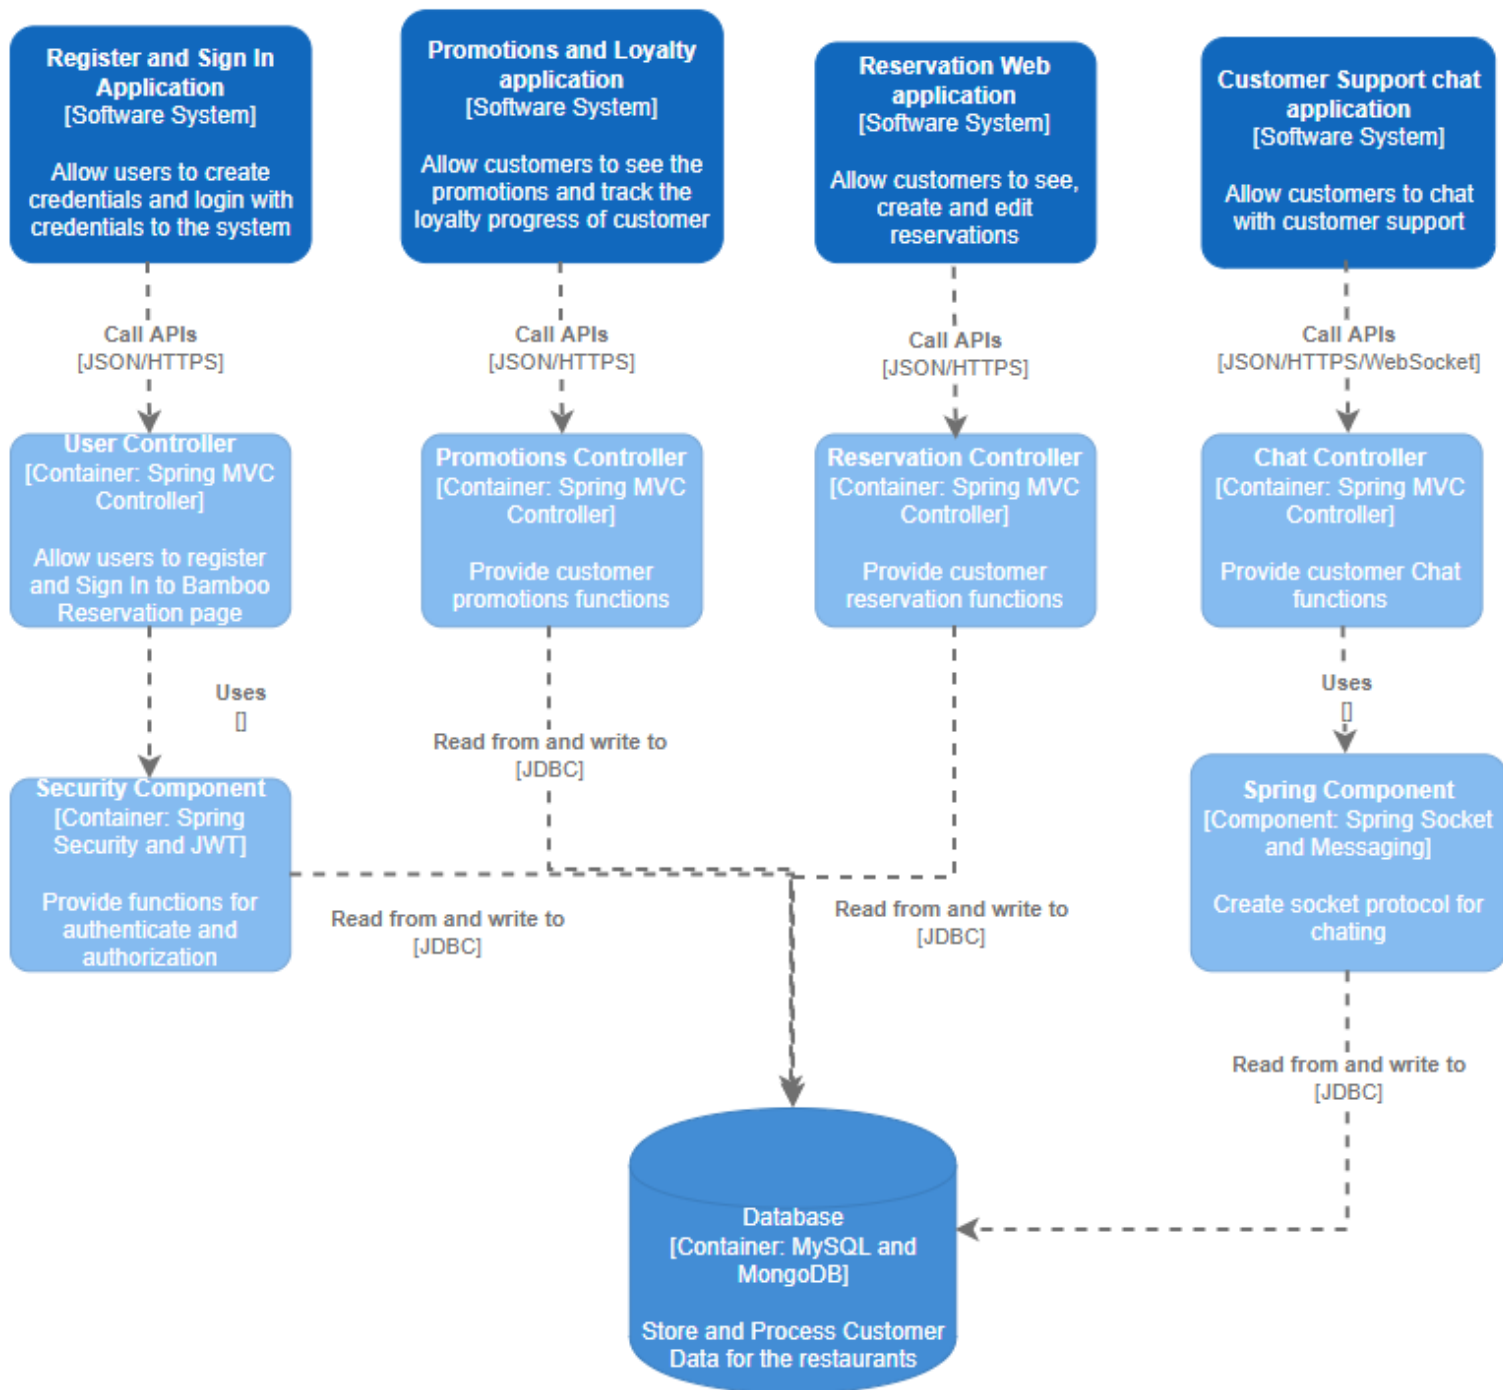 Register and Sign In
Application
[Software System]
Allow users to create
credentials and login with
credentials to the system
Promotions and Loyalty
application
[Software System]
Allow customers to see the
promotions and track the
loyalty progress of customer
Reservation Web
application
[Software System]
Allow customers to see,
create and edit
reservations
Customer Support chat
application
[Software System]
Allow customers to chat
with customer support
Call APIs
[JSON/HTTPS]
Call APIs
[JSON/HTTPS]
Call APIs
[JSON/HTTPS]
Call APIs
[JSON/HTTPS/WebSocket]
User Controller
[Container: Spring MVC
Controller]
Allow users to register
and Sign In to Bamboo
Reservation page
Promotions Controller
[Container: Spring MVC
Controller]
Provide customer
promotions functions
Reservation Controller
[Container: Spring MVC
Controller]
Provide customer
reservation functions
Chat Controller
[Container: Spring MVC
Controller]
Provide customer Chat
functions
Uses
[]
Read from and write to
[JDBC]
Uses
[]
Security Component
[Container: Spring
Security and JWT]
Provide functions for
authenticate and
authorization
Read from and write to
[JDBC]
Read from and write to
[JDBC]
Spring Component
[Component: Spring Socket
and Messaging]
Create socket protocol for
chating
Read from and write to
[JDBC]
Database
[Container: MySQL and
MongoDB]
Store and Process Customer
Data for the restaurants